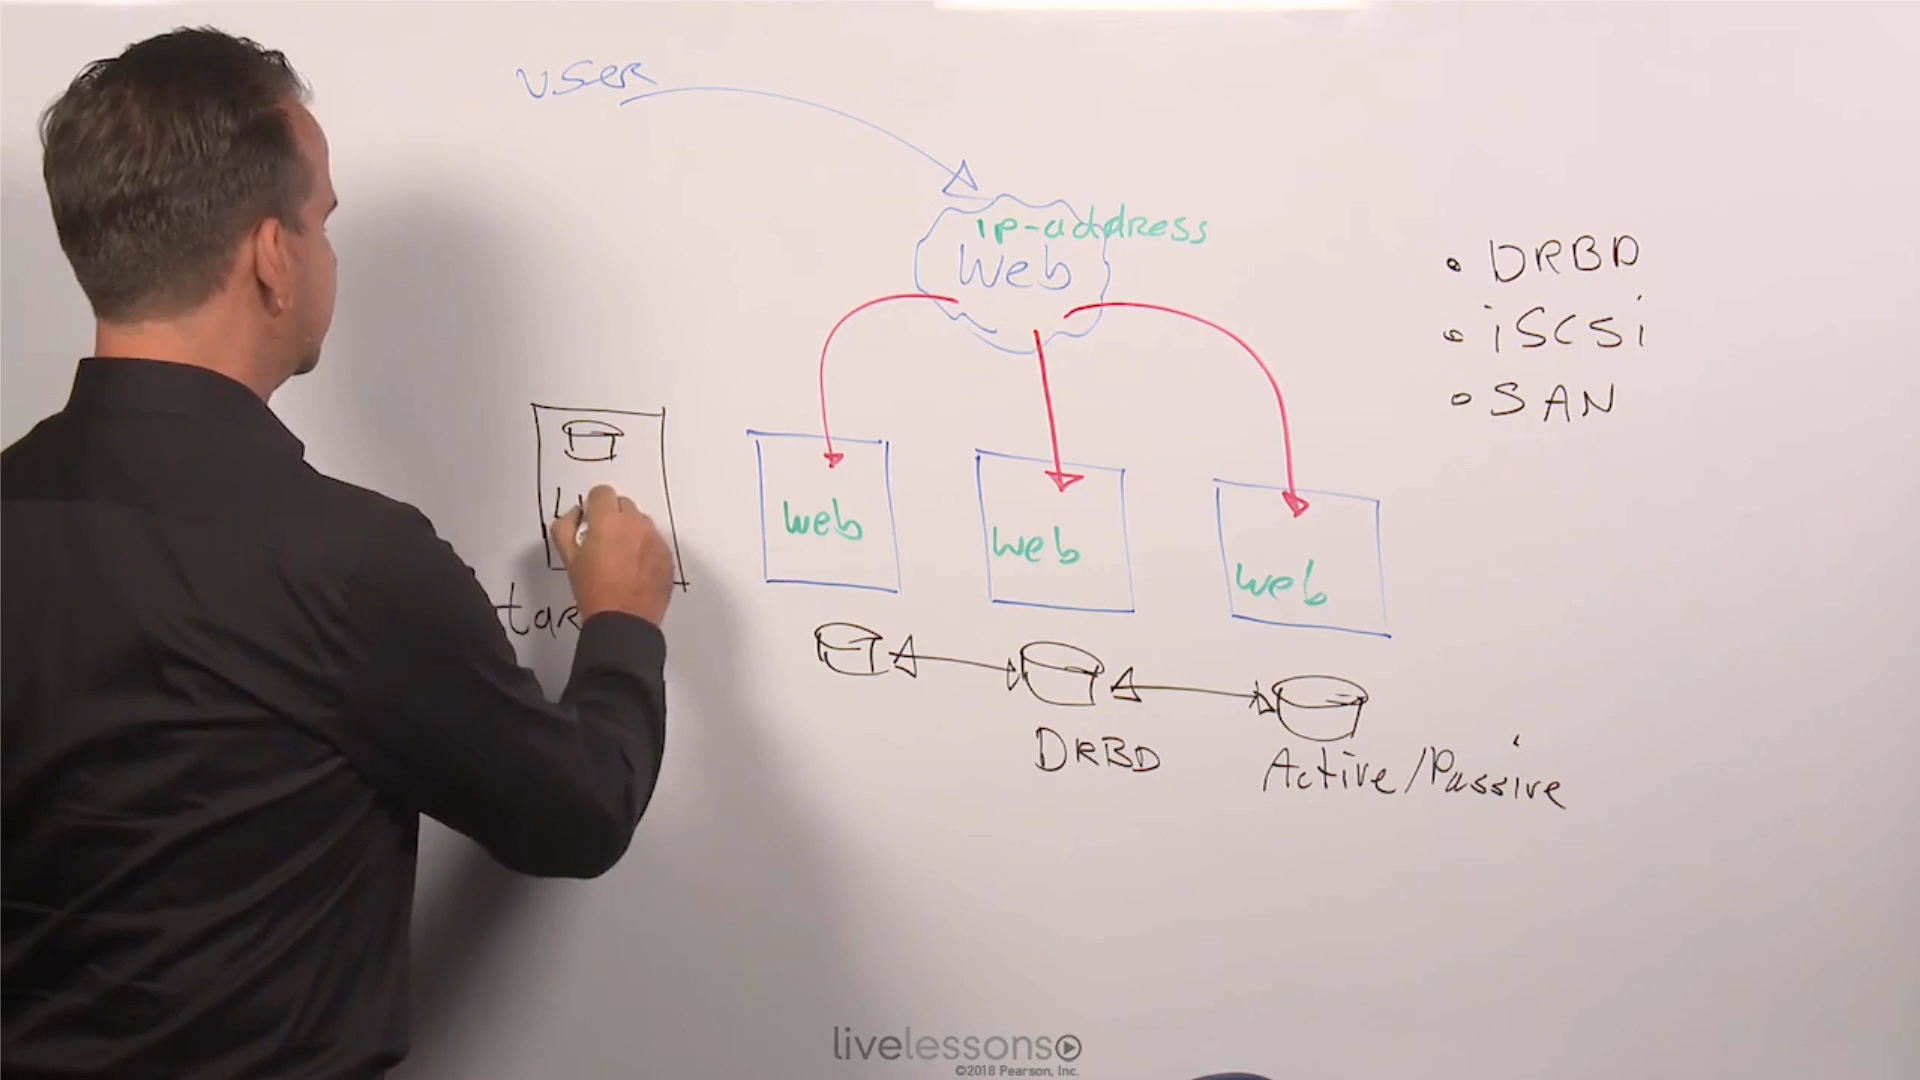 USER
ip-address
Web
• DRBD
• iSCSi
• SAN
web
web
web
DRBD
Active/Passive
livelessons
©2018 Pearson, Inc.